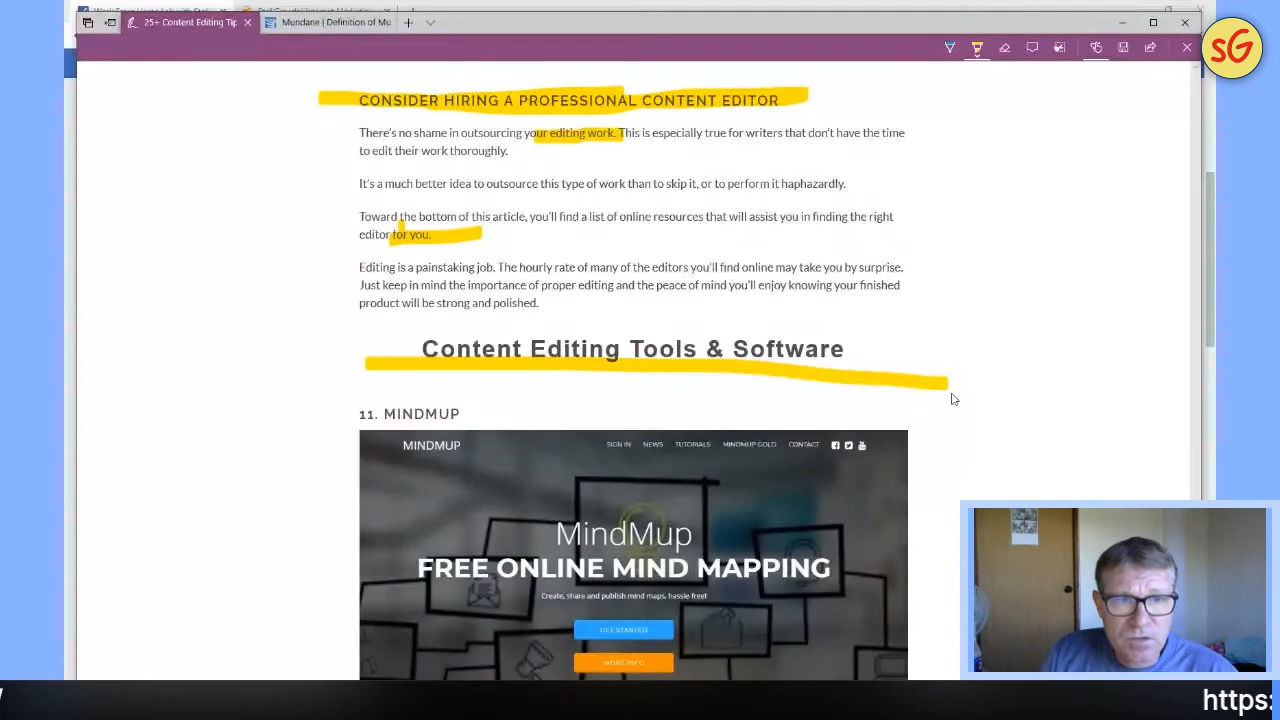 25+ Content Editing Tip
Mundane | Definition of Mu
SG
CONSIDER HIRING A PROFESSIONAL CONTENT EDITOR
There's no shame in outsourcing your editing work. This is especially true for writers that don't have the time
to edit their work thoroughly.
It's a much better idea to outsource this type of work than to skip it, or to perform it haphazardly.
Toward the bottom of this article, you'll find a list of online resources that will assist you in finding the right
editor for you.
Editing is a painstaking job. The hourly rate of many of the editors you'll find online may take you by surprise.
Just keep in mind the importance of proper editing and the peace of mind you'll enjoy knowing your finished
product will be strong and polished.
Content Editing Tools & Software
11. MINDMUP
MINDMUP SIGN IN NEWS TUTORIALS MINDMUP GOLD CONTACT
MindMup
FREE ONLINE MIND MAPPING
Create, share and publish mind maps, hassle free!
GET STARTED
MORE INFO
https: